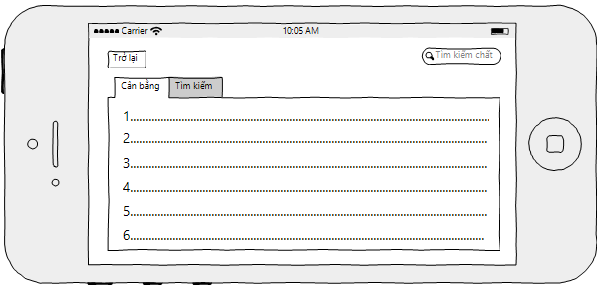 Carrier 10:05 AM
Trở lại Tìm kiếm chất
Cân bằng Tìm kiếm
1.......................................................................................................................
2.......................................................................................................................
3.......................................................................................................................
4.......................................................................................................................
5.......................................................................................................................
6......................................................................................................................